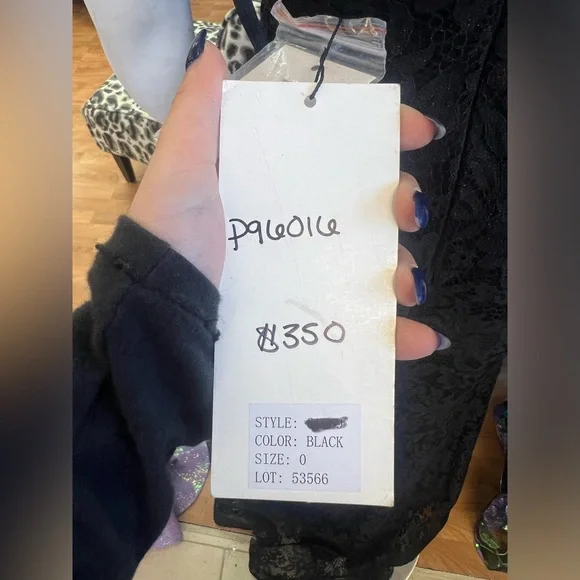 P96016
$350
STYLE:
COLOR: BLACK
SIZE: 0
LOT: 53566